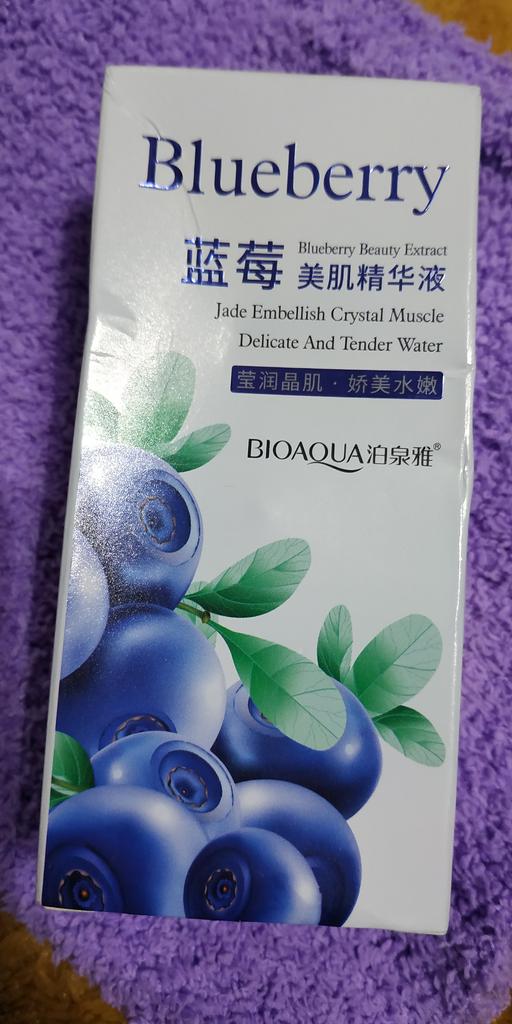 Blueberry
蓝莓
Blueberry Beauty Extract
美肌精华液
Jade Embellish Crystal Muscle
Delicate And Tender Water
莹润晶肌·娇美水嫩
BIOAQUA泊泉雅®